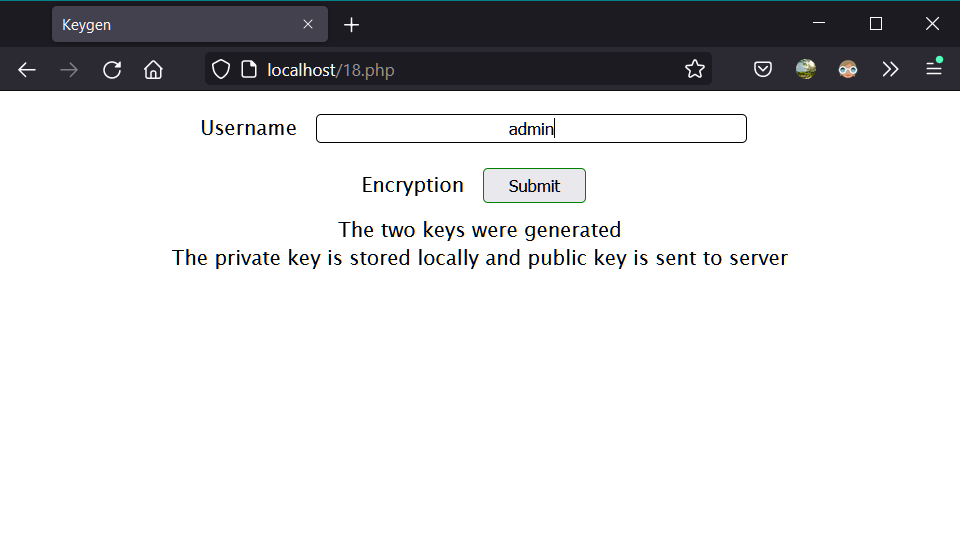 Keygen
localhost/18.php
Username admin
Encryption Submit
The two keys were generated
The private key is stored locally and public key is sent to server